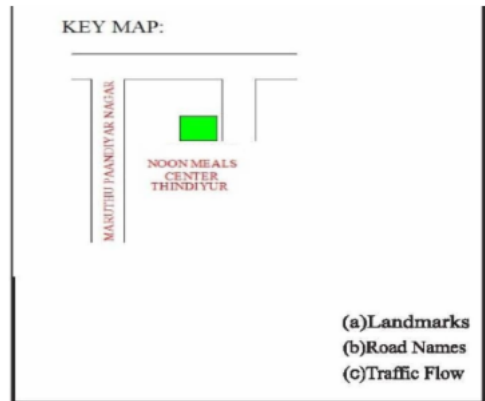 KEY MAP:
MARUTHU PAANDIYAR NAGAR
NOON MEALS
CENTER
THINDIYUR
(a)Landmarks
(b)Road Names
(c)Traffic Flow